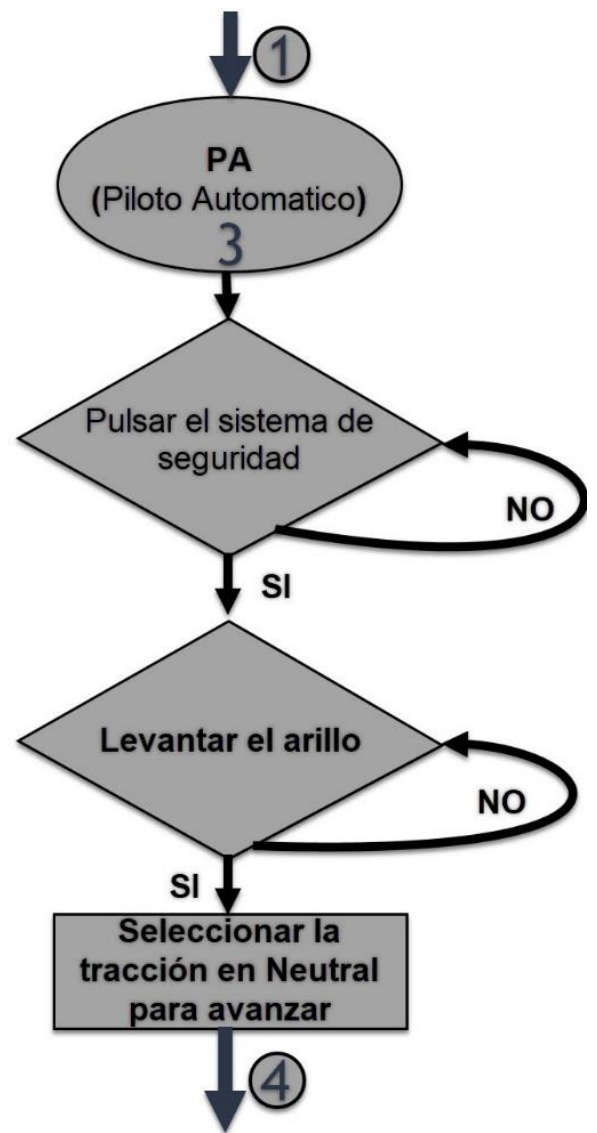 1
PA
(Piloto Automatico)
3
Pulsar el sistema de
seguridad
NO
SI
Levantar el arillo
NO
SI
Seleccionar la
tracción en Neutral
para avanzar
4